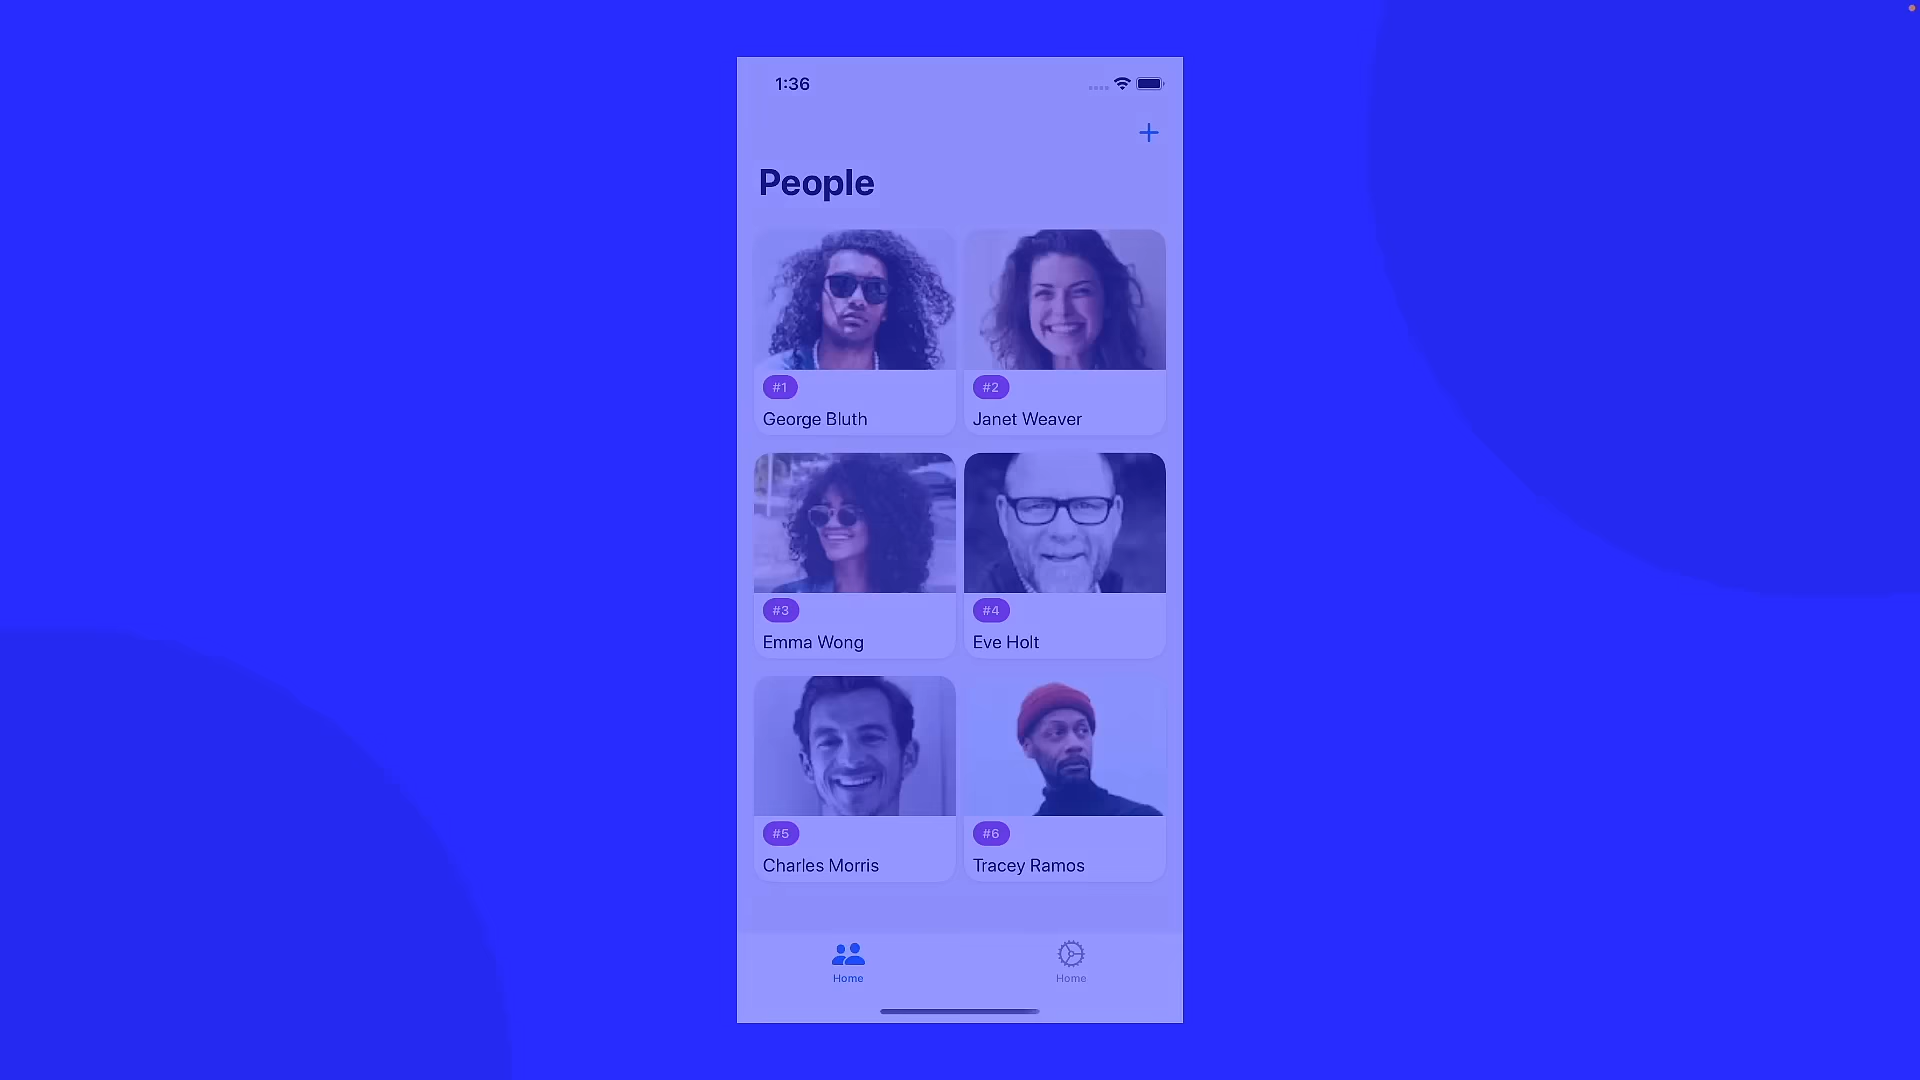 1:36
People
#1
George Bluth
#2
Janet Weaver
#3
Emma Wong
#4
Eve Holt
#5
Charles Morris
#6
Tracey Ramos
Home
Home